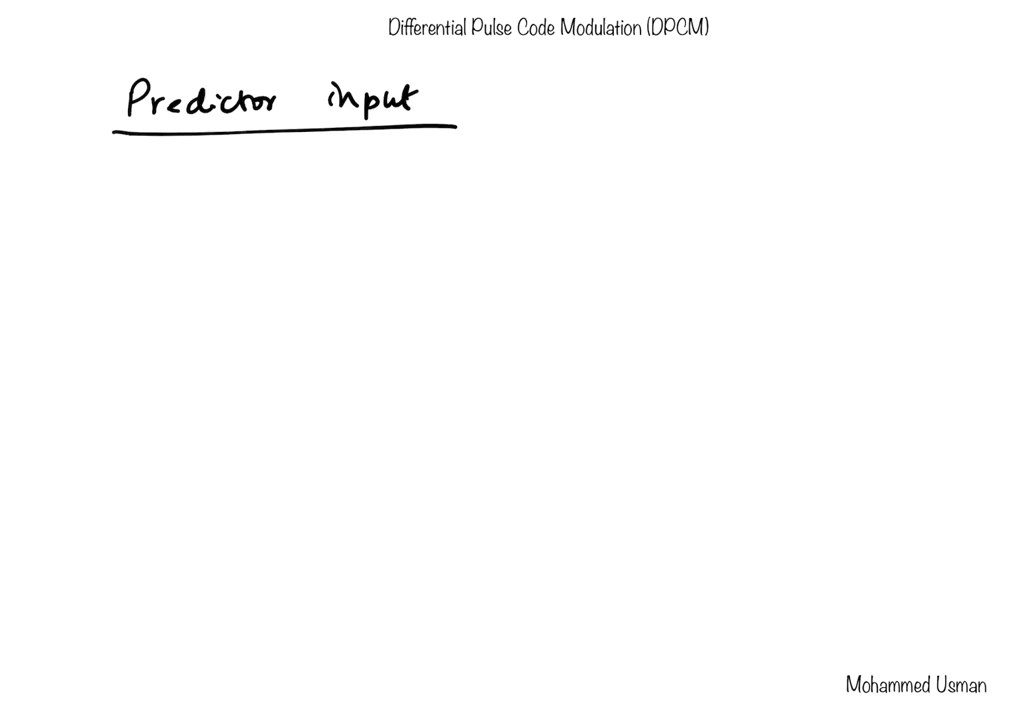 Differential Pulse Code Modulation (DPCM)
Predictor input
Mohammed Usman